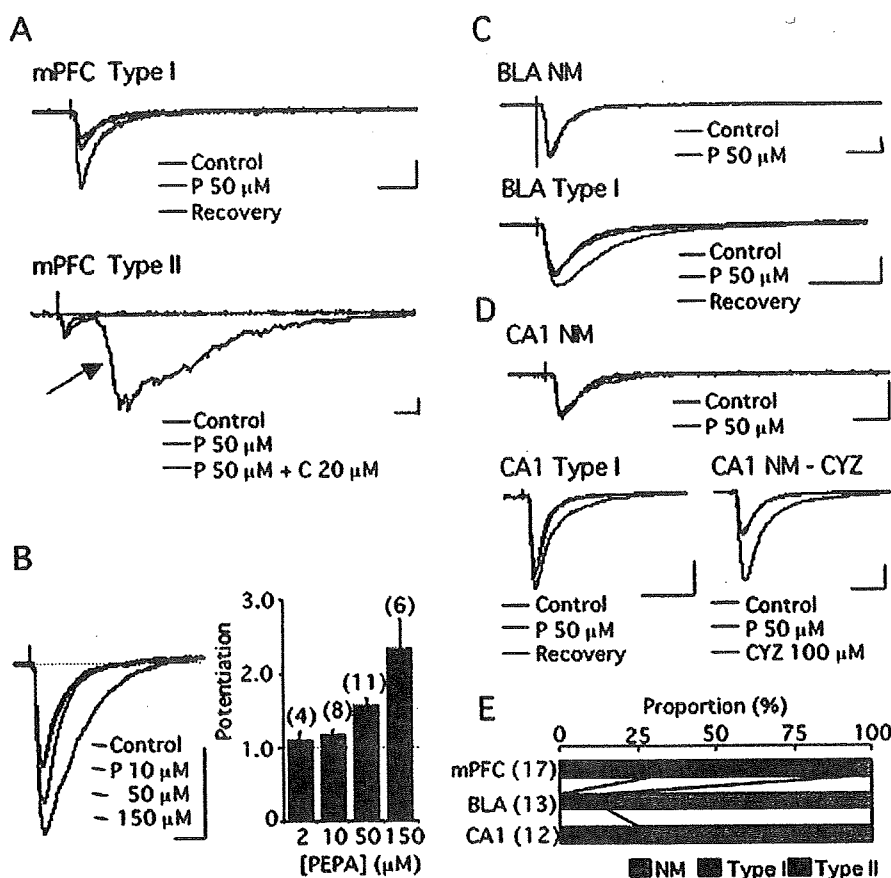 A
mPFC Type I
Control
P 50 μM
Recovery
mPFC Type II
Control
P 50 μM
P 50 μM + C 20 μM
B
Control
P 10 μM
50 μM
150 μM
Potentiation
3.0
2.0
1.0
0
(4)
(8)
(11)
(6)
2 10 50 150
[PEPA] (μM)
C
BLA NM
Control
P 50 μM
BLA Type I
Control
P 50 μM
Recovery
D
CA1 NM
Control
P 50 μM
CA1 Type I
Control
P 50 μM
Recovery
CA1 NM - CYZ
Control
P 50 μM
CYZ 100 μM
E
Proportion (%)
0 25 50 75 100
mPFC (17)
BLA (13)
CA1 (12)
NM Type I Type II